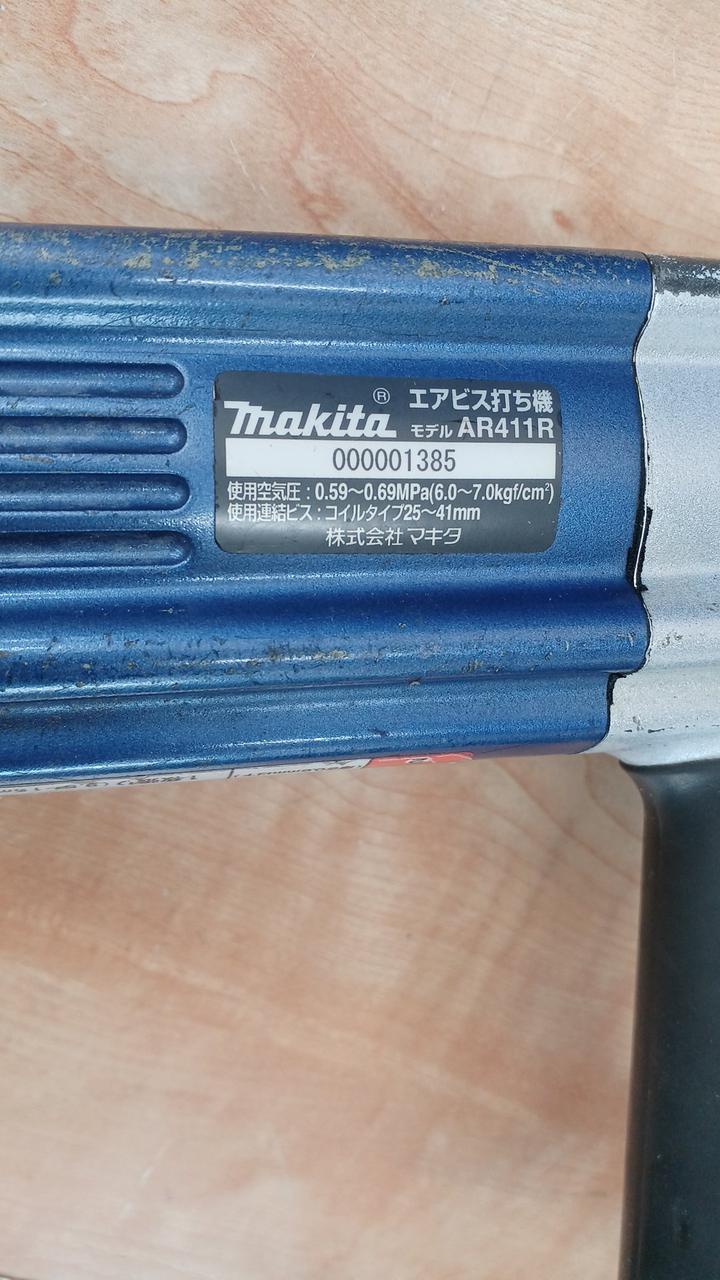 makita® エアビス打ち機
モデル AR411R
000001385
使用空気圧：0.59～0.69MPa(6.0～7.0kgf/cm²)
使用連結ビス：コイルタイプ25～41mm
株式会社 マキタ